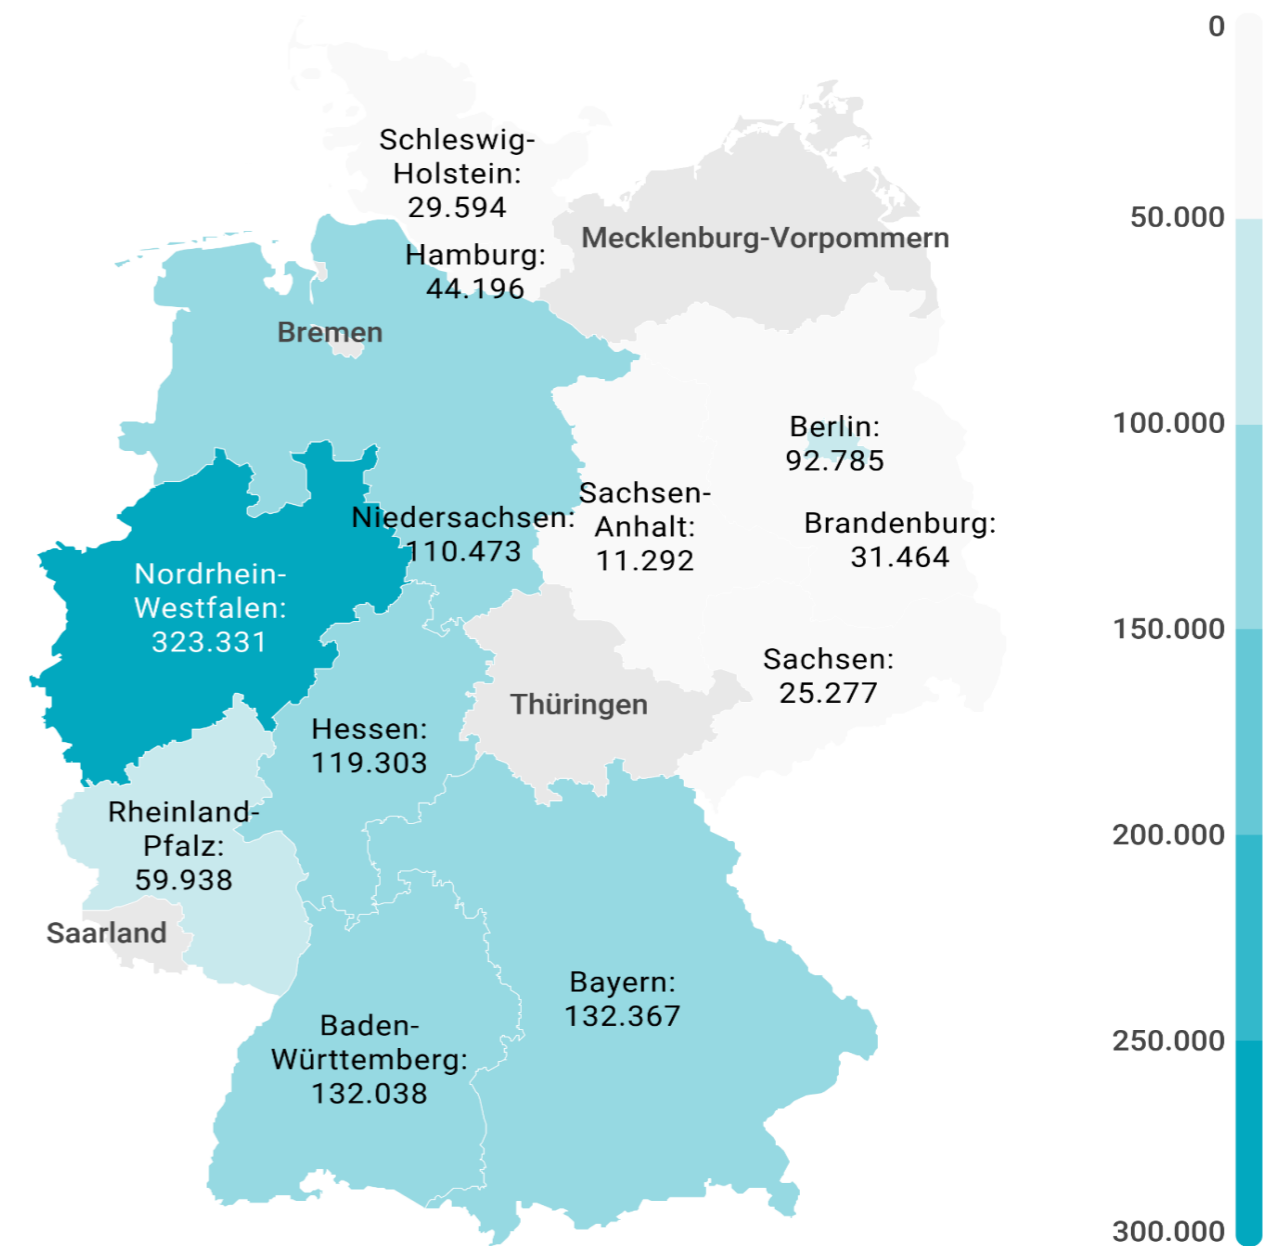 Schleswig-
Holstein:
29.594
Hamburg:
44.196
Mecklenburg-Vorpommern
Bremen
Berlin:
92.785
Sachsen-
Anhalt:
11.292
Brandenburg:
31.464
Niedersachsen:
110.473
Nordrhein-
Westfalen:
323.331
Sachsen:
25.277
Thüringen
Hessen:
119.303
Rheinland-
Pfalz:
59.938
Saarland
Bayern:
132.367
Baden-
Württemberg:
132.038
0
50.000
100.000
150.000
200.000
250.000
300.000